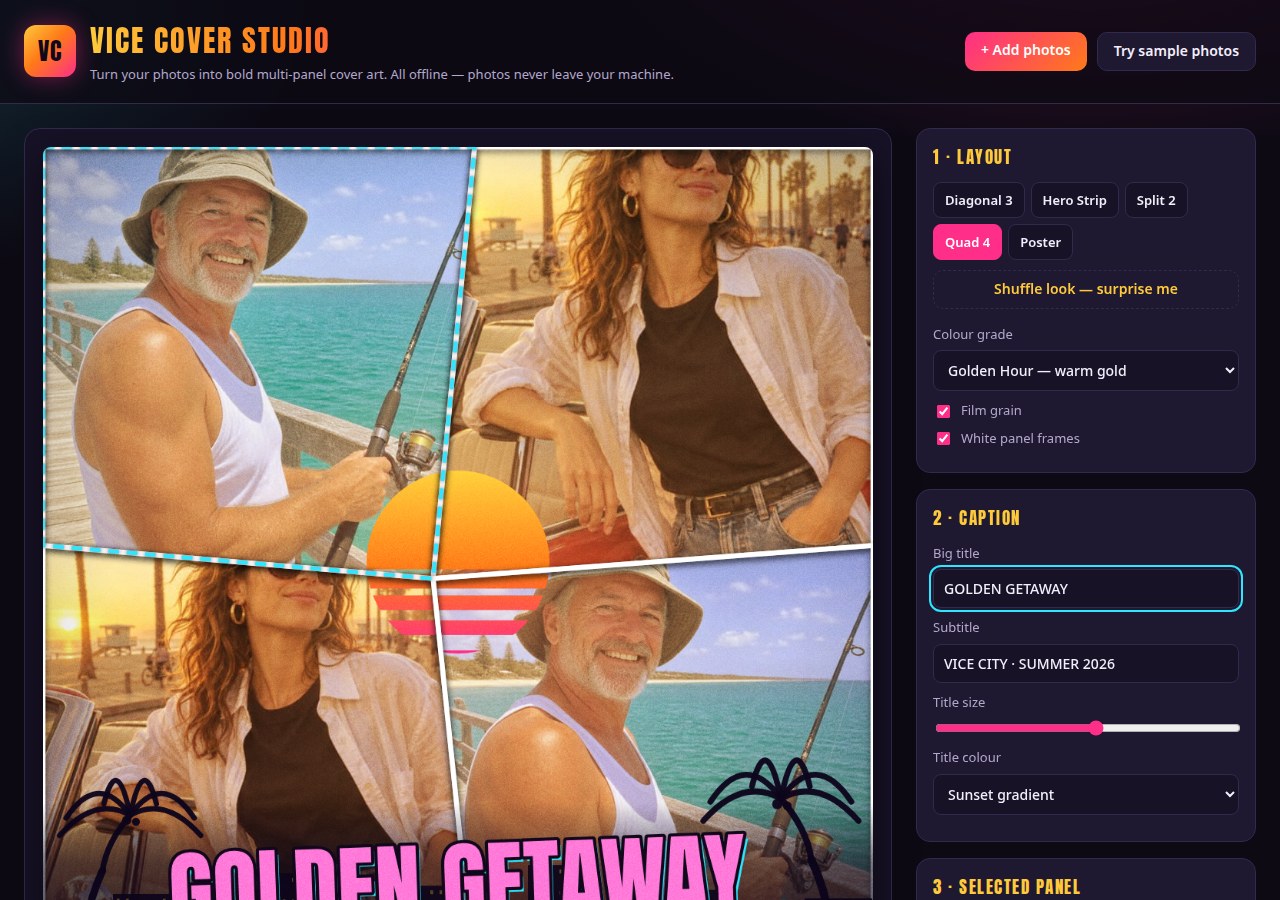 VC
VICE COVER STUDIO
Turn your photos into bold multi-panel cover art. All offline — photos never leave your machine.
+ Add photos
Try sample photos
1 · LAYOUT
Diagonal 3
Hero Strip
Split 2
Quad 4
Poster
Shuffle look — surprise me
Colour grade
Golden Hour — warm gold
Film grain
White panel frames
2 · CAPTION
Big title
GOLDEN GETAWAY
Subtitle
VICE CITY · SUMMER 2026
Title size
Title colour
Sunset gradient
3 · SELECTED PANEL
GOLDEN GETAWAY